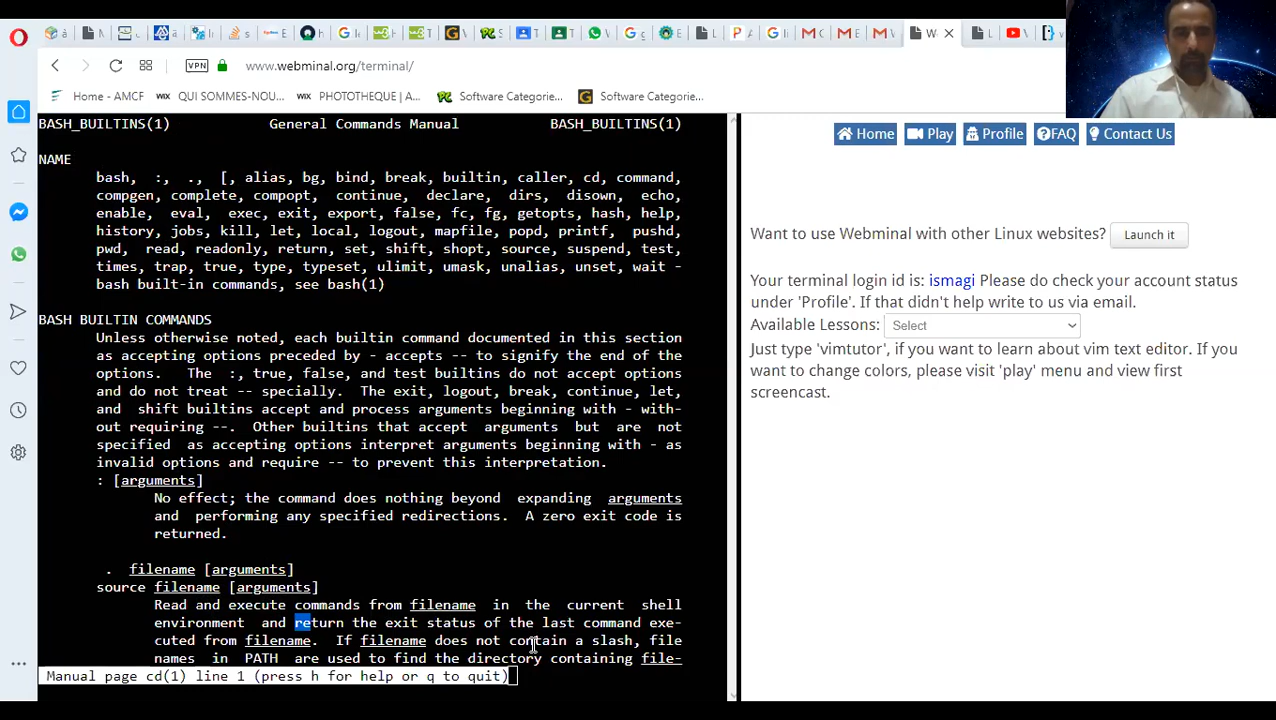 www.webminal.org/terminal/
VPN
Home - AMCF
WIX QUI SOMMES-NOU...
WIX PHOTOTHEQUE | A...
Software Categorie...
Software Categorie...
BASH_BUILTINS(1) General Commands Manual BASH_BUILTINS(1)
NAME
bash, :, ., [, alias, bg, bind, break, builtin, caller, cd, command,
compgen, complete, compopt, continue, declare, dirs, disown, echo,
enable, eval, exec, exit, export, false, fc, fg, getopts, hash, help,
history, jobs, kill, let, local, logout, mapfile, popd, printf, pushd,
pwd, read, readonly, return, set, shift, shopt, source, suspend, test,
times, trap, true, type, typeset, ulimit, umask, unalias, unset, wait -
bash built-in commands, see bash(1)
BASH BUILTIN COMMANDS
Unless otherwise noted, each builtin command documented in this section
as accepting options preceded by - accepts -- to signify the end of the
options. The :, true, false, and test builtins do not accept options
and do not treat -- specially. The exit, logout, break, continue, let,
and shift builtins accept and process arguments beginning with - with-
out requiring --. Other builtins that accept arguments but are not
specified as accepting options interpret arguments beginning with - as
invalid options and require -- to prevent this interpretation.
: [arguments]
No effect; the command does nothing beyond expanding arguments
and performing any specified redirections. A zero exit code is
returned.
. filename [arguments]
source filename [arguments]
Read and execute commands from filename in the current shell
environment and return the exit status of the last command exe-
cuted from filename. If filename does not contain a slash, file
names in PATH are used to find the directory containing file-
Manual page cd(1) line 1 (press h for help or q to quit)
Home
Play
Profile
FAQ
Contact Us
Want to use Webminal with other Linux websites? Launch it
Your terminal login id is: ismagi Please do check your account status
under 'Profile'. If that didn't help write to us via email.
Available Lessons: Select
Just type 'vimtutor', if you want to learn about vim text editor. If you
want to change colors, please visit 'play' menu and view first
screencast.